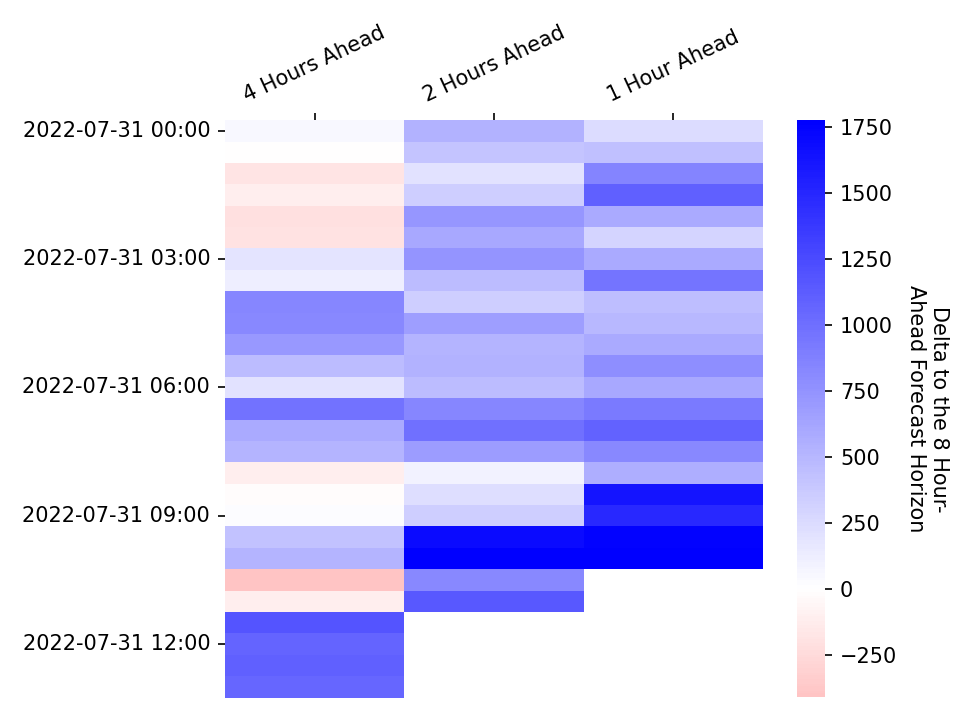 4 Hours Ahead
2 Hours Ahead
1 Hour Ahead
2022-07-31 00:00
2022-07-31 03:00
2022-07-31 06:00
2022-07-31 09:00
2022-07-31 12:00
1750
1500
1250
1000
750
500
250
0
−250
Delta to the 8 Hour-
Ahead Forecast Horizon